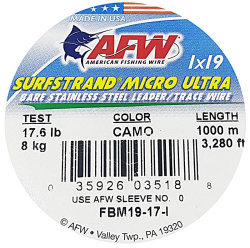 MADE IN USA
AFW
AMERICAN FISHING WIRE
1x19
SURFSTRAND® MICRO ULTRA
BARE STAINLESS STEEL LEADER/TRACE WIRE
TEST COLOR LENGTH
17.6 lb CAMO 1000 m
8 kg 3,280 ft
0 35926 03518 8
USE AFW SLEEVE NO. 0
FBM19-17-I
© AFW • Valley Twp., PA 19320